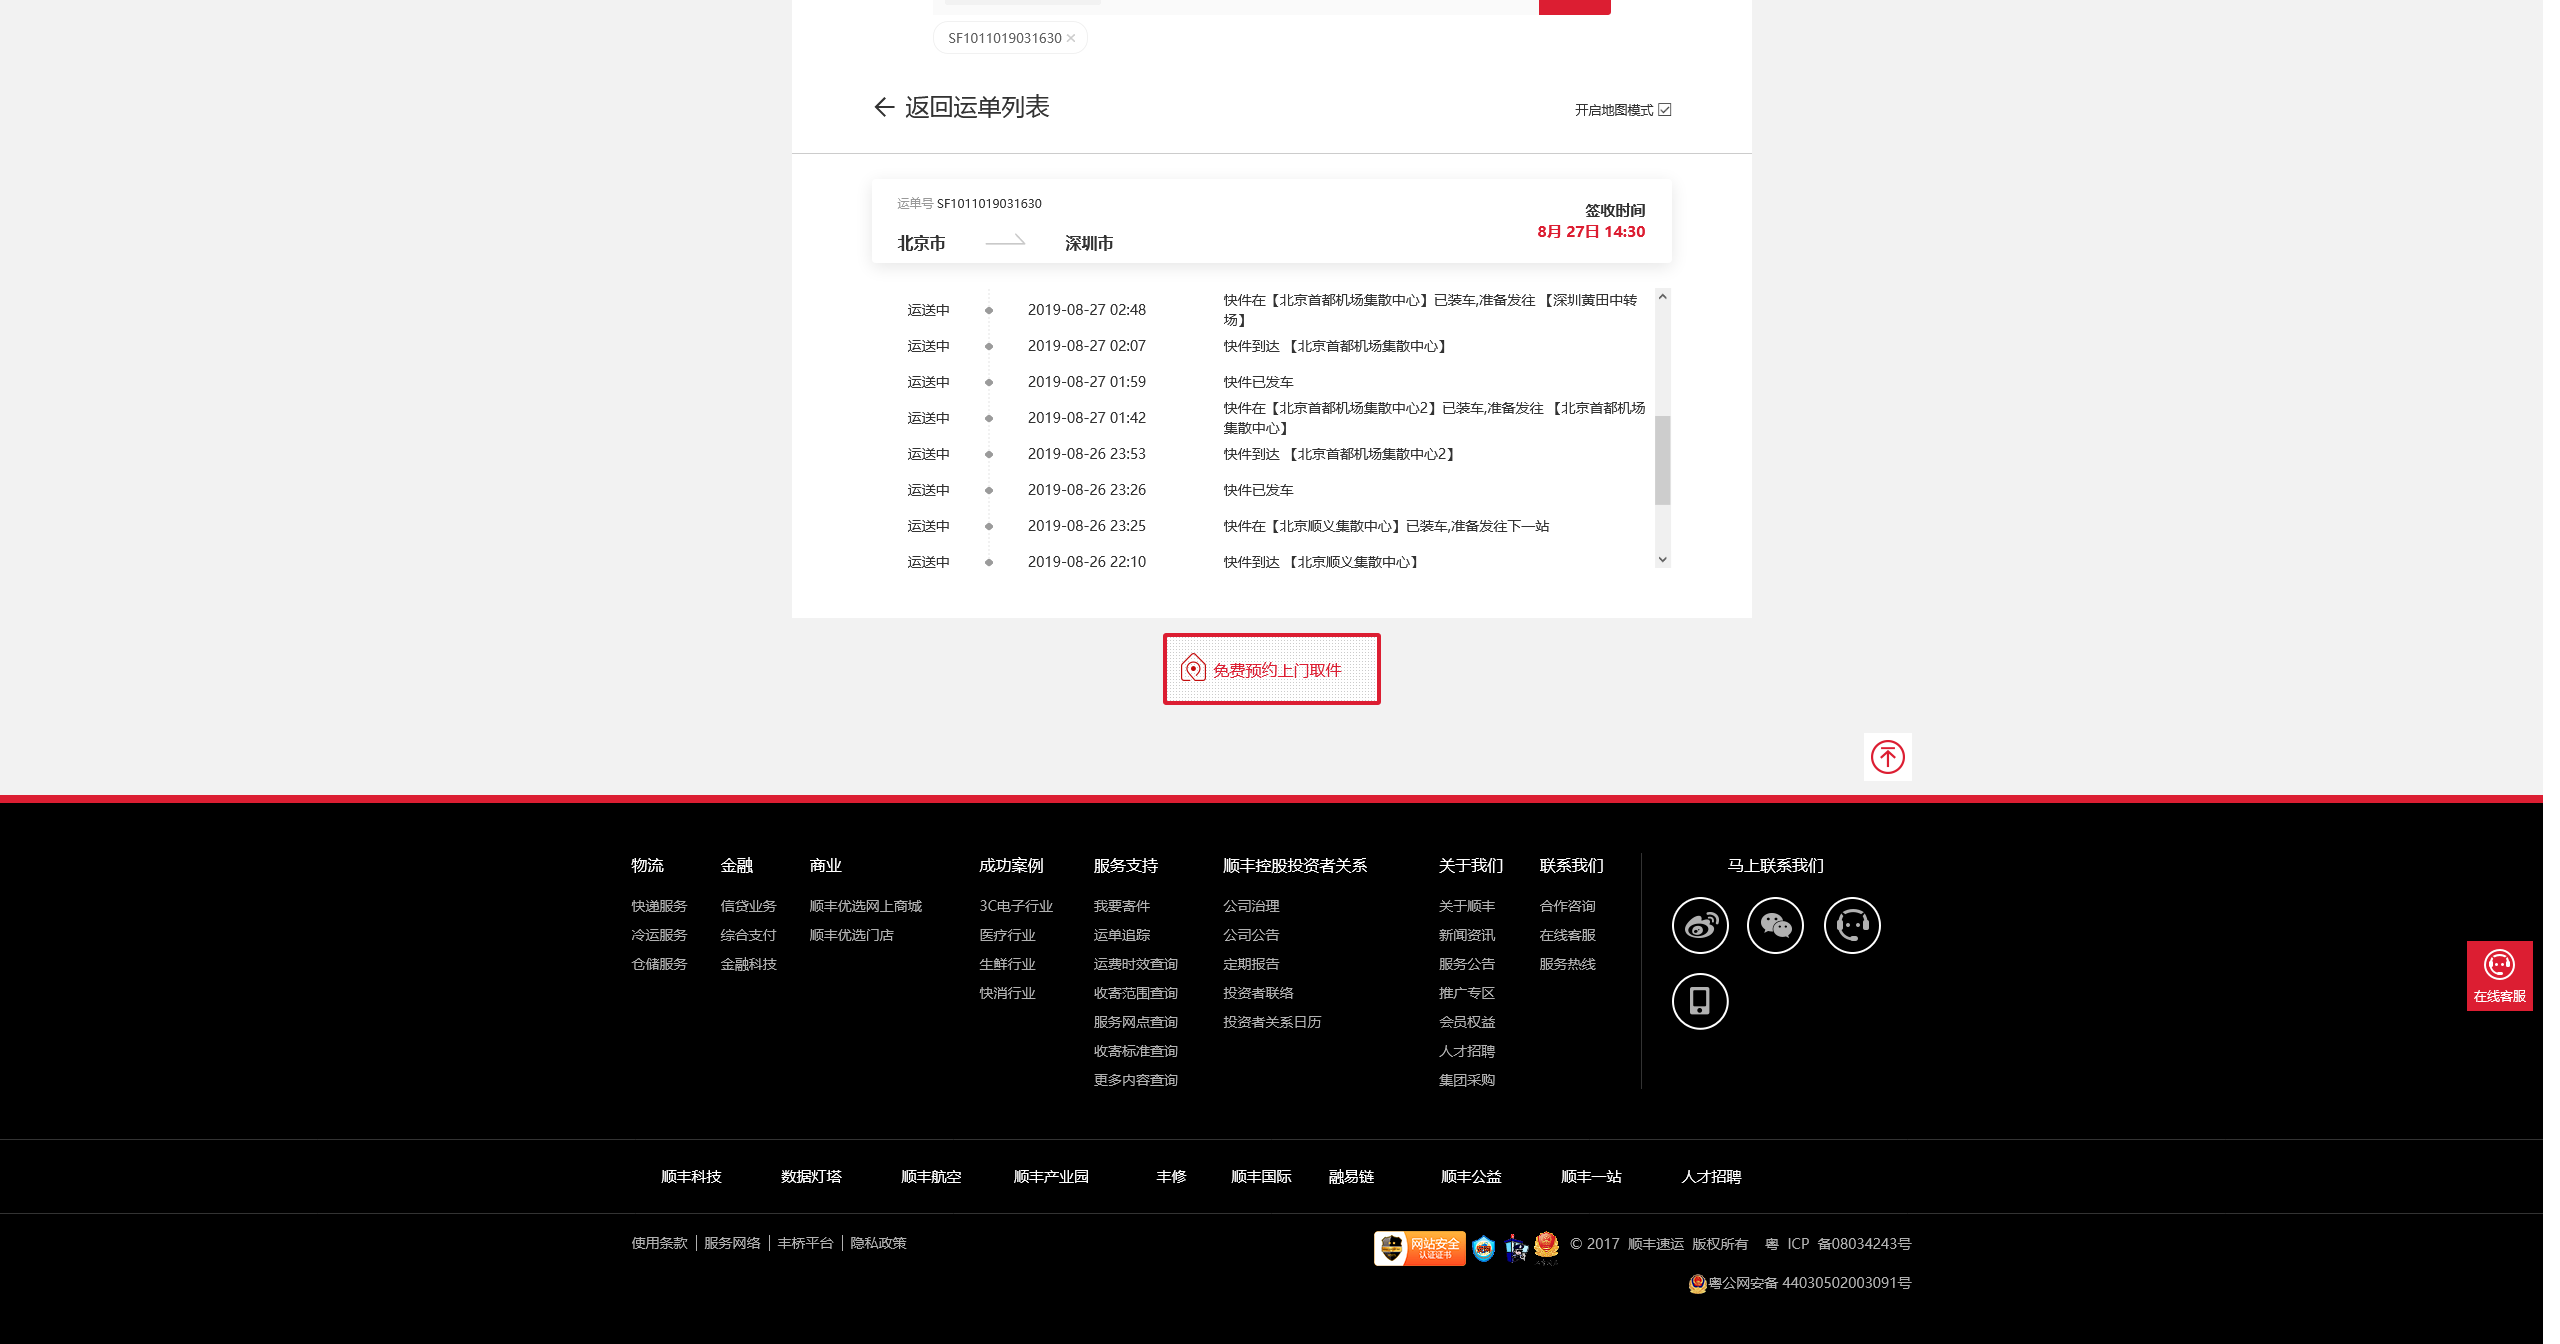 SF1011019031630
返回运单列表
开启地图模式
运单号 SF1011019031630
签收时间
8月 27日 14:30
北京市
深圳市
运送中 2019-08-27 02:48 快件在【北京首都机场集散中心】已装车,准备发往 【深圳黄田中转
场】
运送中 2019-08-27 02:07 快件到达 【北京首都机场集散中心】
运送中 2019-08-27 01:59 快件已发车
运送中 2019-08-27 01:42 快件在【北京首都机场集散中心2】已装车,准备发往 【北京首都机场
集散中心】
运送中 2019-08-26 23:53 快件到达 【北京首都机场集散中心2】
运送中 2019-08-26 23:26 快件已发车
运送中 2019-08-26 23:25 快件在【北京顺义集散中心】已装车,准备发往下一站
运送中 2019-08-26 22:10 快件到达 【北京顺义集散中心】
免费预约上门取件
物流
快递服务
冷运服务
仓储服务
金融
信贷业务
综合支付
金融科技
商业
顺丰优选网上商城
顺丰优选门店
成功案例
3C电子行业
医疗行业
生鲜行业
快消行业
服务支持
我要寄件
运单追踪
运费时效查询
收寄范围查询
服务网点查询
收寄标准查询
更多内容查询
顺丰控股投资者关系
公司治理
公司公告
定期报告
投资者联络
投资者关系日历
关于我们
关于顺丰
新闻资讯
服务公告
推广专区
会员权益
人才招聘
集团采购
联系我们
合作咨询
在线客服
服务热线
马上联系我们
在线客服
顺丰科技 数据灯塔 顺丰航空 顺丰产业园 丰修 顺丰国际 融易链 顺丰公益 顺丰一站 人才招聘
使用条款 | 服务网络 | 丰桥平台 | 隐私政策
网站安全
认证证书
© 2017 顺丰速运 版权所有 粤 ICP 备08034243号
粤公网安备 44030502003091号